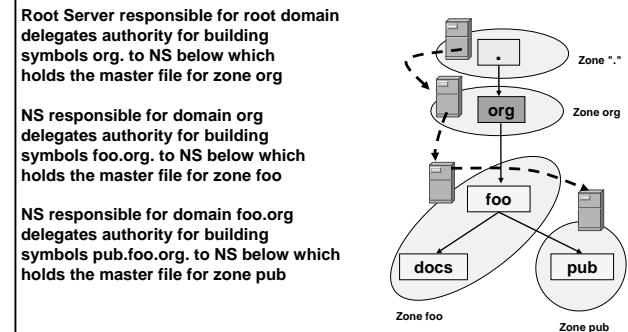 Root Server responsible for root domain
delegates authority for building
symbols org. to NS below which
holds the master file for zone org
NS responsible for domain org
delegates authority for building
symbols foo.org. to NS below which
holds the master file for zone foo
NS responsible for domain foo.org
delegates authority for building
symbols pub.foo.org. to NS below which
holds the master file for zone pub
.
Zone "."
org
Zone org
foo
docs
pub
Zone foo
Zone pub